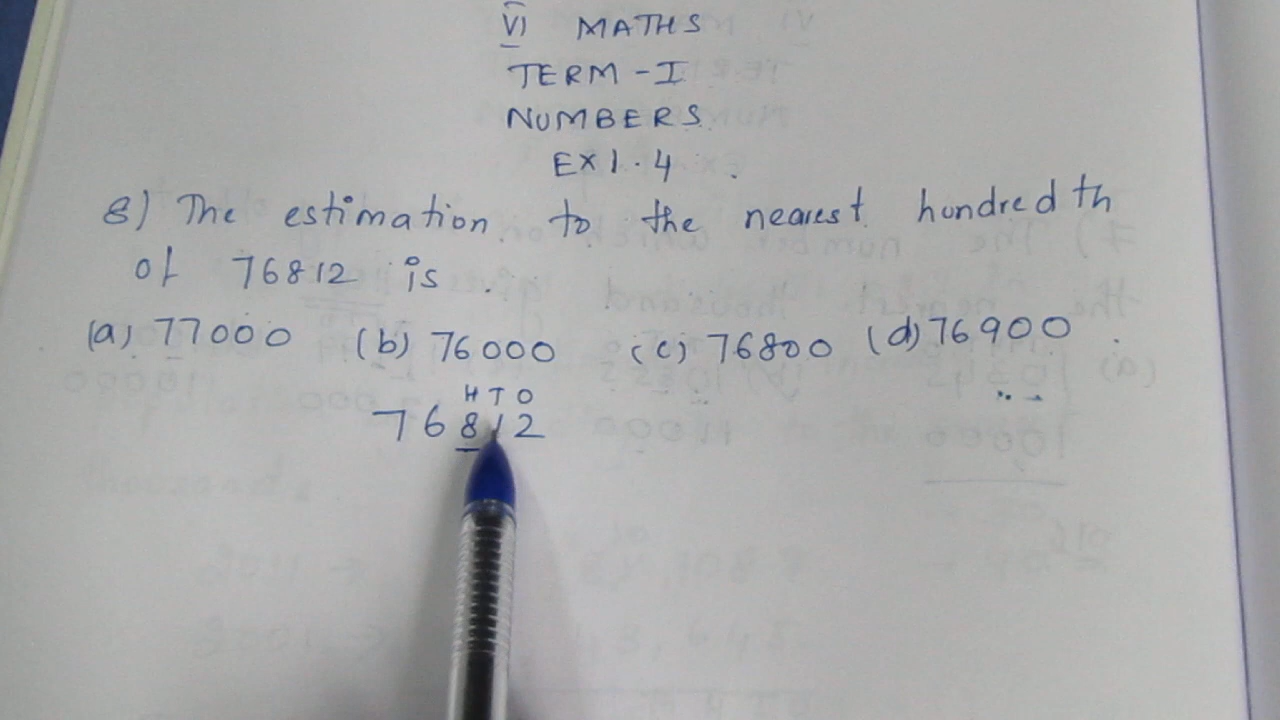 VI MATHS
TERM - I
NUMBERS
EX 1.4
8) The estimation to the nearest hundred th
of 76812 is .
(a) 77000 (b) 76000 (c) 76800 (d) 76900
H T O
76812